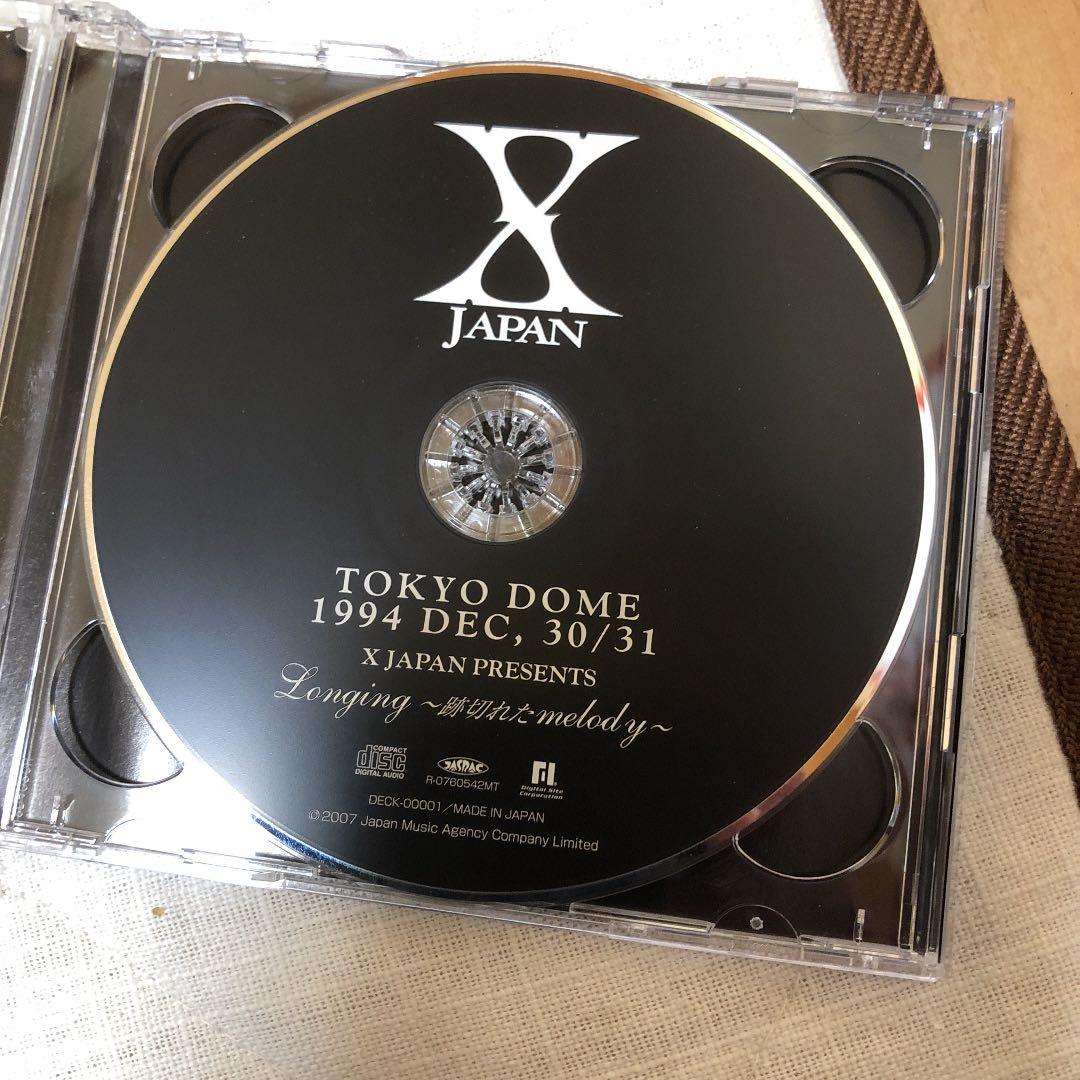 X
JAPAN
TOKYO DOME
1994 DEC, 30/31
X JAPAN PRESENTS
Longing ～跡切れたmelody～
COMPACT
disc
DIGITAL AUDIO
JASRAC
R-0760542MT
Digital Site
Corporation
DECK-00001／MADE IN JAPAN
℗2007 Japan Music Agency Company Limited